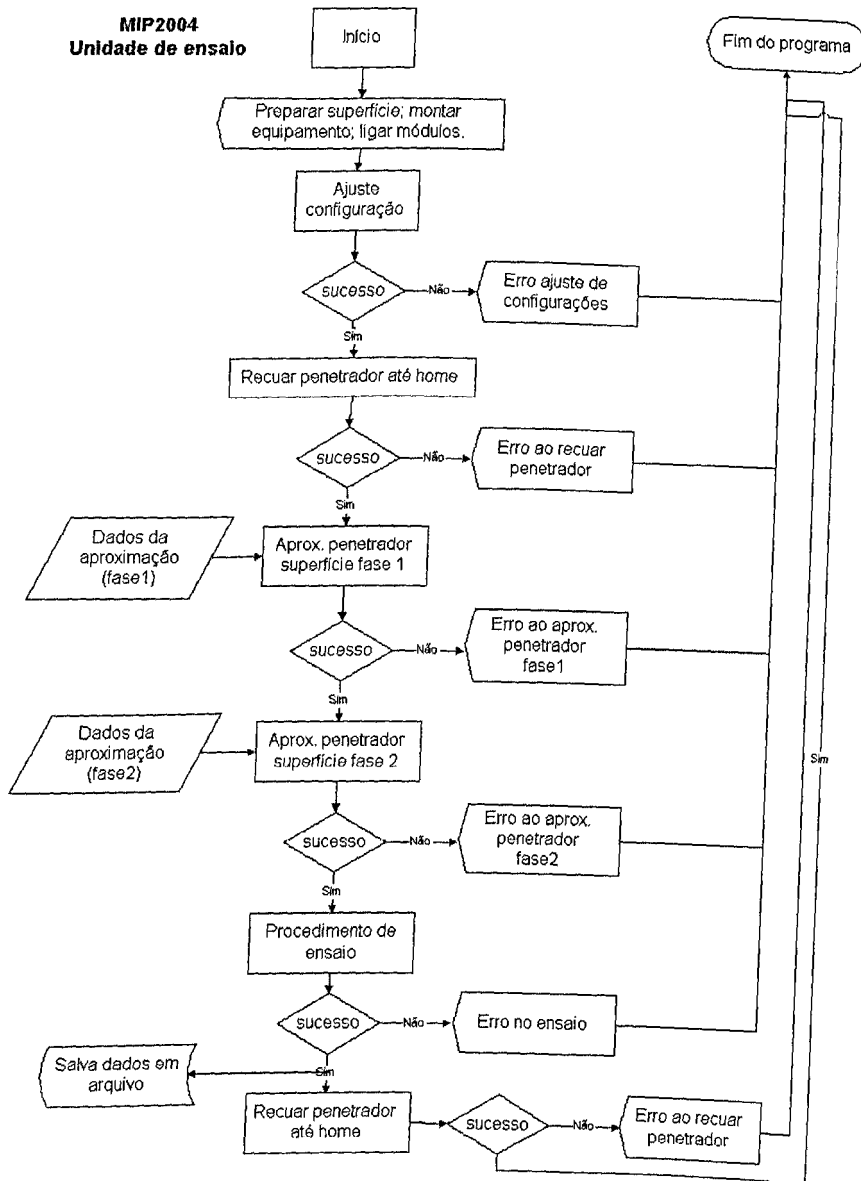 MIP2004
Unidade de ensaio
Início
Fim do programa
Preparar superfície; montar
equipamento; ligar módulos.
Ajuste
configuração
sucesso
Não
Erro ajuste de
configurações
Sim
Recuar penetrador até home
sucesso
Não
Erro ao recuar
penetrador
Sim
Dados da
aproximação
(fase1)
Aprox. penetrador
superfície fase 1
sucesso
Não
Erro ao aprox.
penetrador
fase1
Sim
Dados da
aproximação
(fase2)
Aprox. penetrador
superfície fase 2
Sim
sucesso
Não
Erro ao aprox.
penetrador
fase2
Sim
Procedimento de
ensaio
sucesso
Não
Erro no ensaio
Sim
Salva dados em
arquivo
Recuar penetrador
até home
sucesso
Não
Erro ao recuar
penetrador